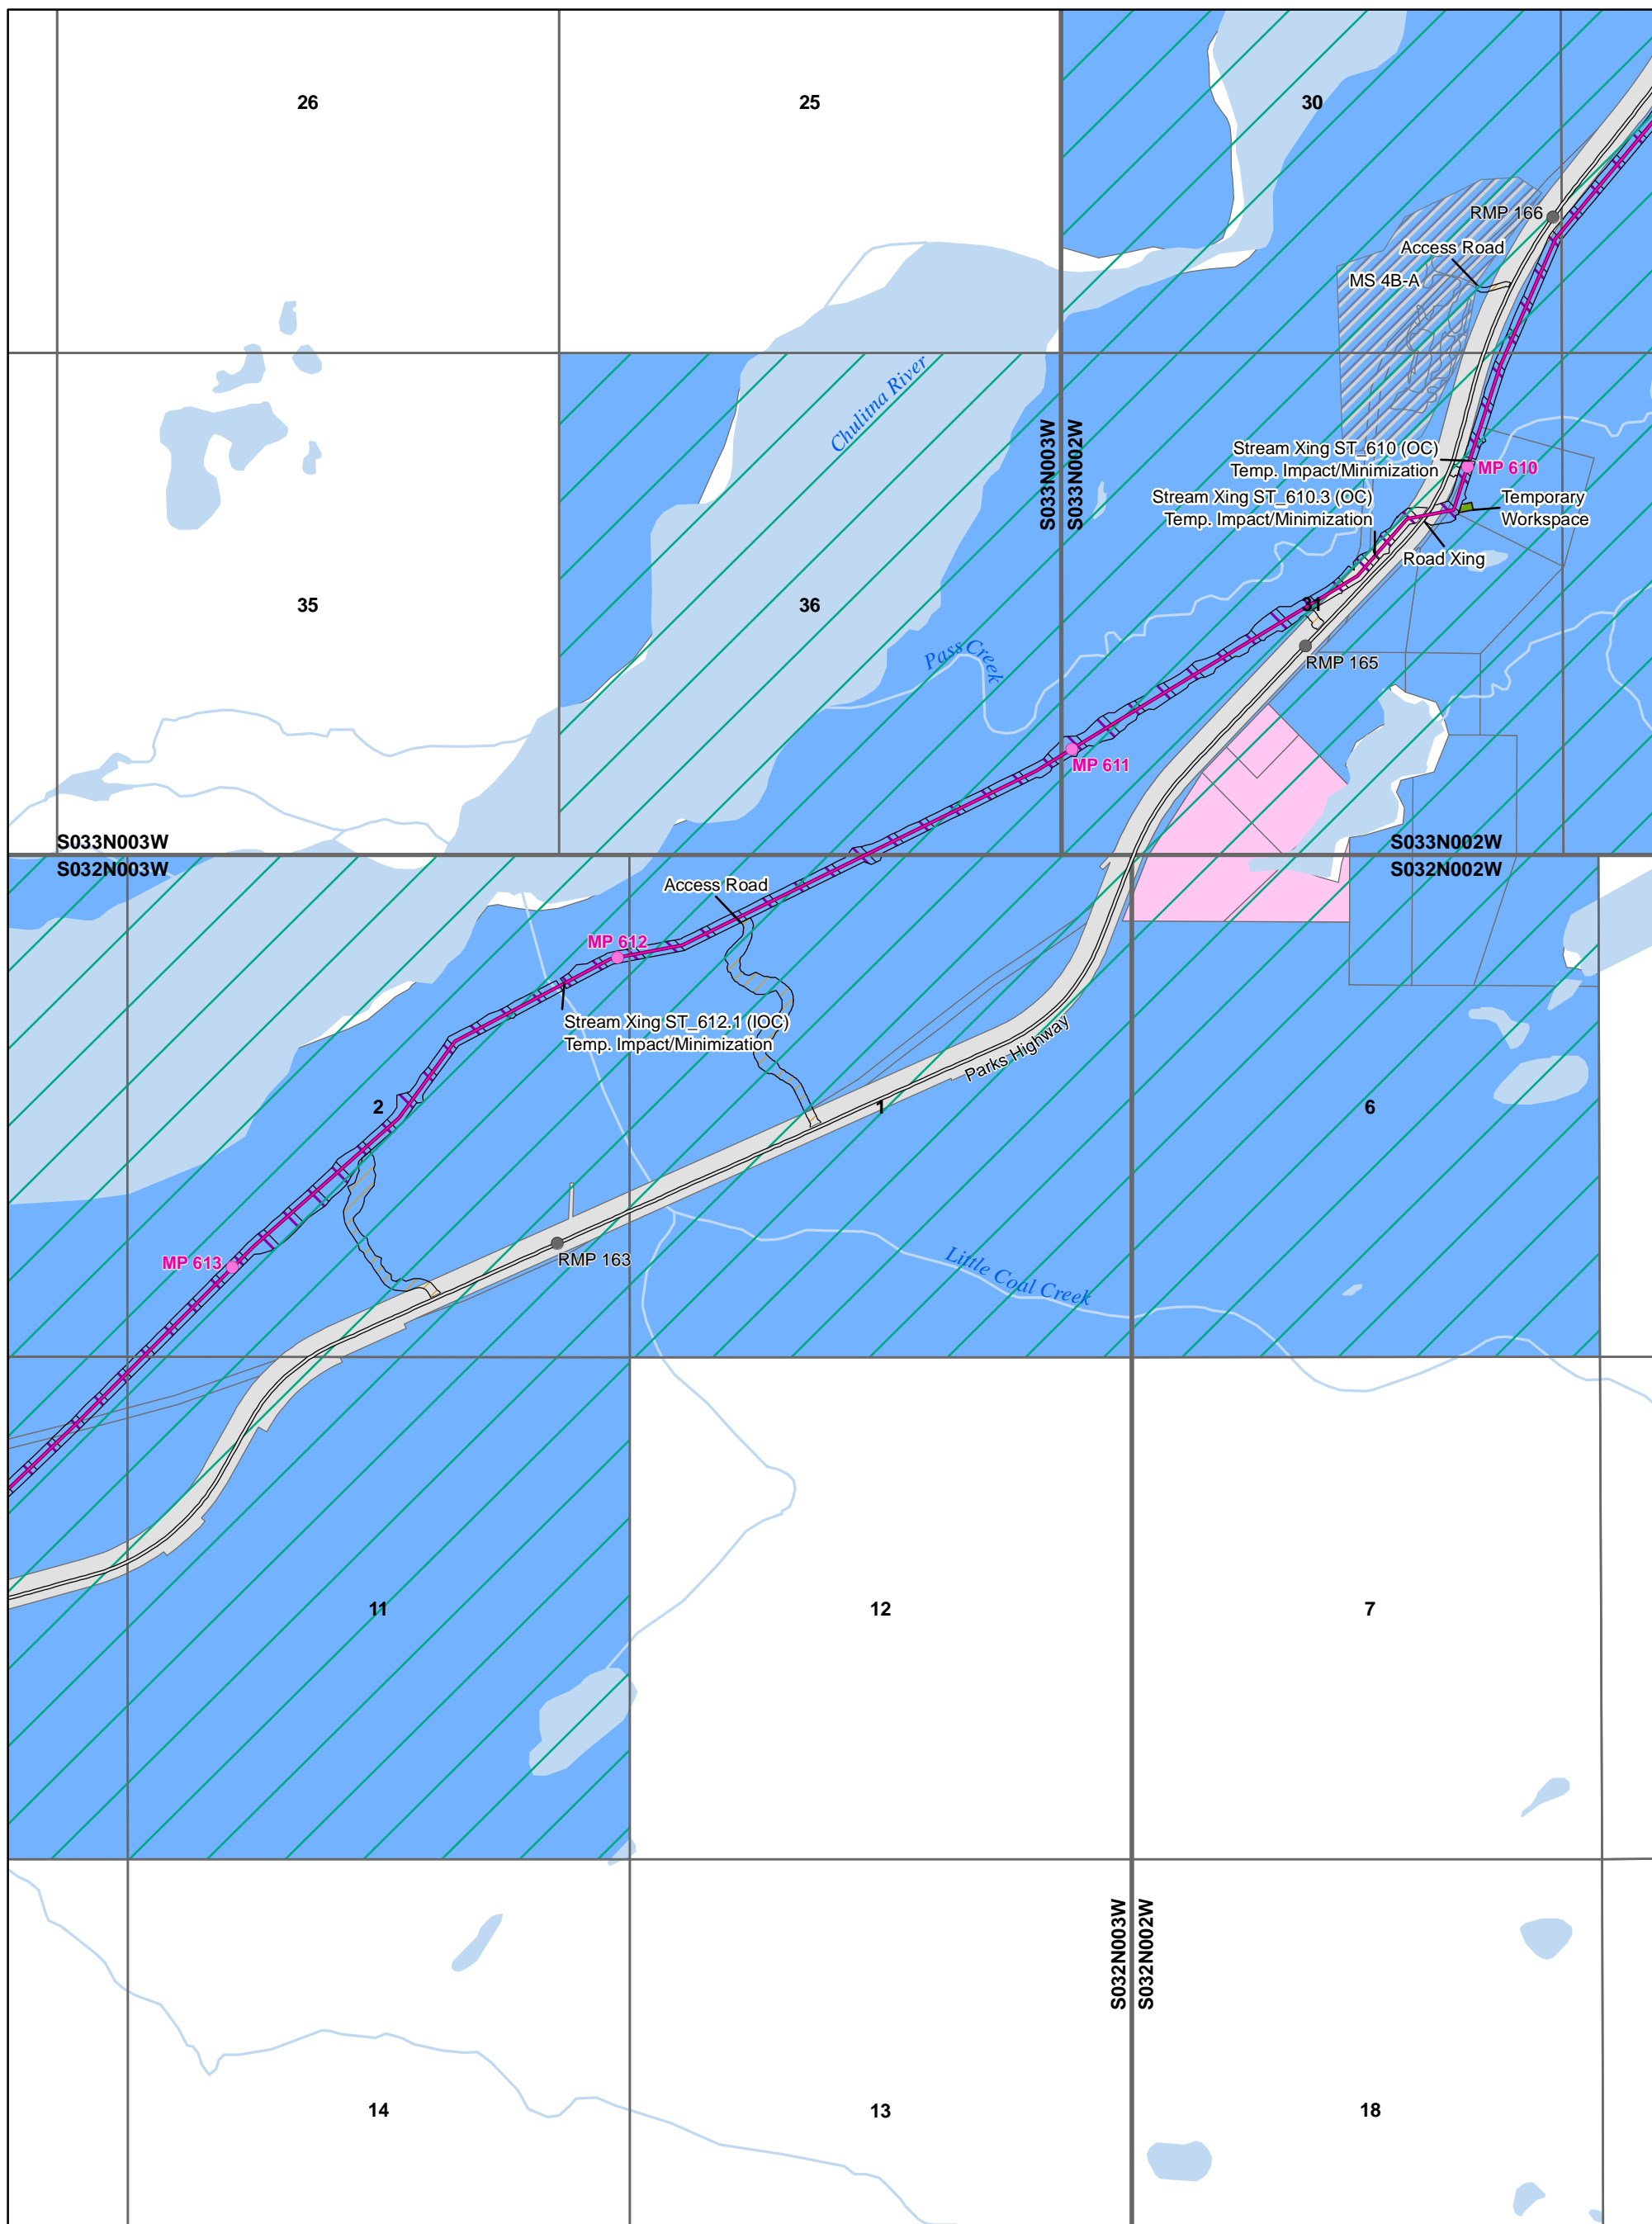 26
25
30
RMP 166
Access Road
MS 4B-A
Chulitna River
S033N003W
S033N002W
Stream Xing ST_610 (OC)
Temp. Impact/Minimization
MP 610
Stream Xing ST_610.3 (OC)
Temp. Impact/Minimization
Temporary
Workspace
Road Xing
35
36
31
Pass Creek
RMP 165
MP 611
S033N003W
S032N003W
S033N002W
S032N002W
Access Road
MP 612
Stream Xing ST_612.1 (IOC)
Temp. Impact/Minimization
Parks Highway
2
1
6
MP 613
RMP 163
Little Coal Creek
11
12
7
S032N003W
S032N002W
14
13
18